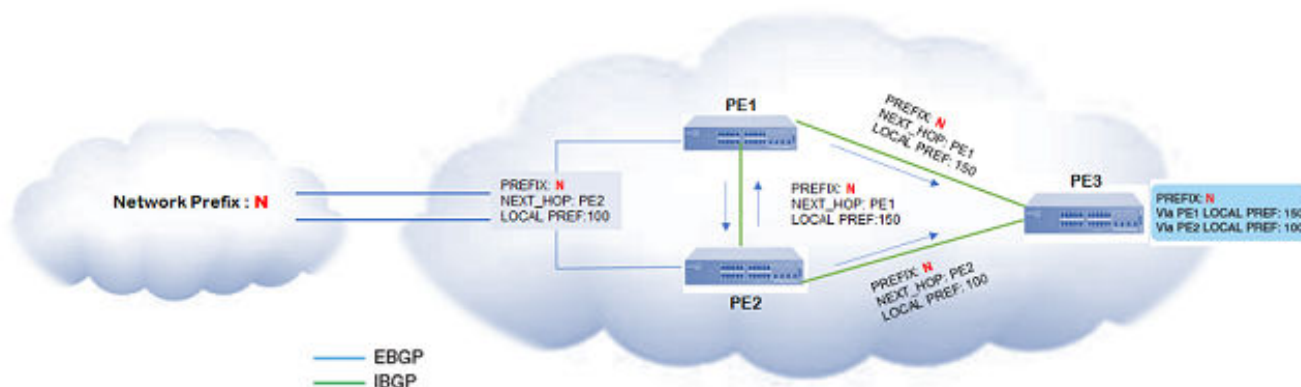 Network Prefix : N
PREFIX: N
NEXT_HOP: PE2
LOCAL PREF:100
PE1
PREFIX: N
NEXT_HOP: PE1
LOCAL PREF:150
PE2
PREFIX: N
NEXT_HOP: PE1
LOCAL PREF: 150
PREFIX: N
NEXT_HOP: PE2
LOCAL PREF: 100
PE3
PREFIX: N
Via PE1 LOCAL PREF: 150
Via PE2 LOCAL PREF: 100
EBGP
IBGP